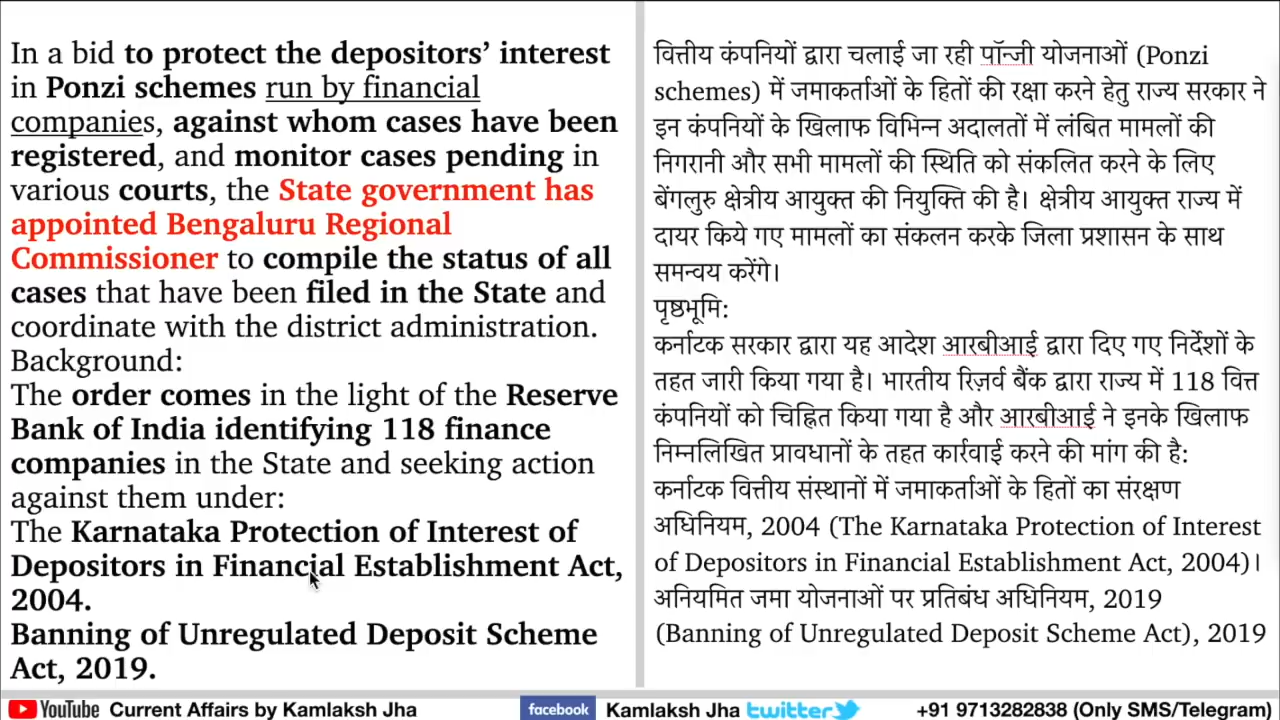 In a bid to protect the depositors’ interest
in Ponzi schemes run by financial
companies, against whom cases have been
registered, and monitor cases pending in
various courts, the State government has
appointed Bengaluru Regional
Commissioner to compile the status of all
cases that have been filed in the State and
coordinate with the district administration.
Background:
The order comes in the light of the Reserve
Bank of India identifying 118 finance
companies in the State and seeking action
against them under:
The Karnataka Protection of Interest of
Depositors in Financial Establishment Act,
2004.
Banning of Unregulated Deposit Scheme
Act, 2019.
वित्तीय कंपनियों द्वारा चलाई जा रही पॉन्जी योजनाओं (Ponzi
schemes) में जमाकर्ताओं के हितों की रक्षा करने हेतु राज्य सरकार ने
इन कंपनियों के खिलाफ विभिन्न अदालतों में लंबित मामलों की
निगरानी और सभी मामलों की स्थिति को संकलित करने के लिए
बेंगलुरु क्षेत्रीय आयुक्त की नियुक्ति की है। क्षेत्रीय आयुक्त राज्य में
दायर किये गए मामलों का संकलन करके जिला प्रशासन के साथ
समन्वय करेंगे।
पृष्ठभूमि:
कर्नाटक सरकार द्वारा यह आदेश आरबीआई द्वारा दिए गए निर्देशों के
तहत जारी किया गया है। भारतीय रिज़र्व बैंक द्वारा राज्य में 118 वित्त
कंपनियों को चिह्नित किया गया है और आरबीआई ने इनके खिलाफ
निम्नलिखित प्रावधानों के तहत कार्रवाई करने की मांग की है:
कर्नाटक वित्तीय संस्थानों में जमाकर्ताओं के हितों का संरक्षण
अधिनियम, 2004 (The Karnataka Protection of Interest
of Depositors in Financial Establishment Act, 2004)।
अनियमित जमा योजनाओं पर प्रतिबंध अधिनियम, 2019
(Banning of Unregulated Deposit Scheme Act), 2019
YouTube Current Affairs by Kamlaksh Jha facebook Kamlaksh Jha twitter +91 9713282838 (Only SMS/Telegram)